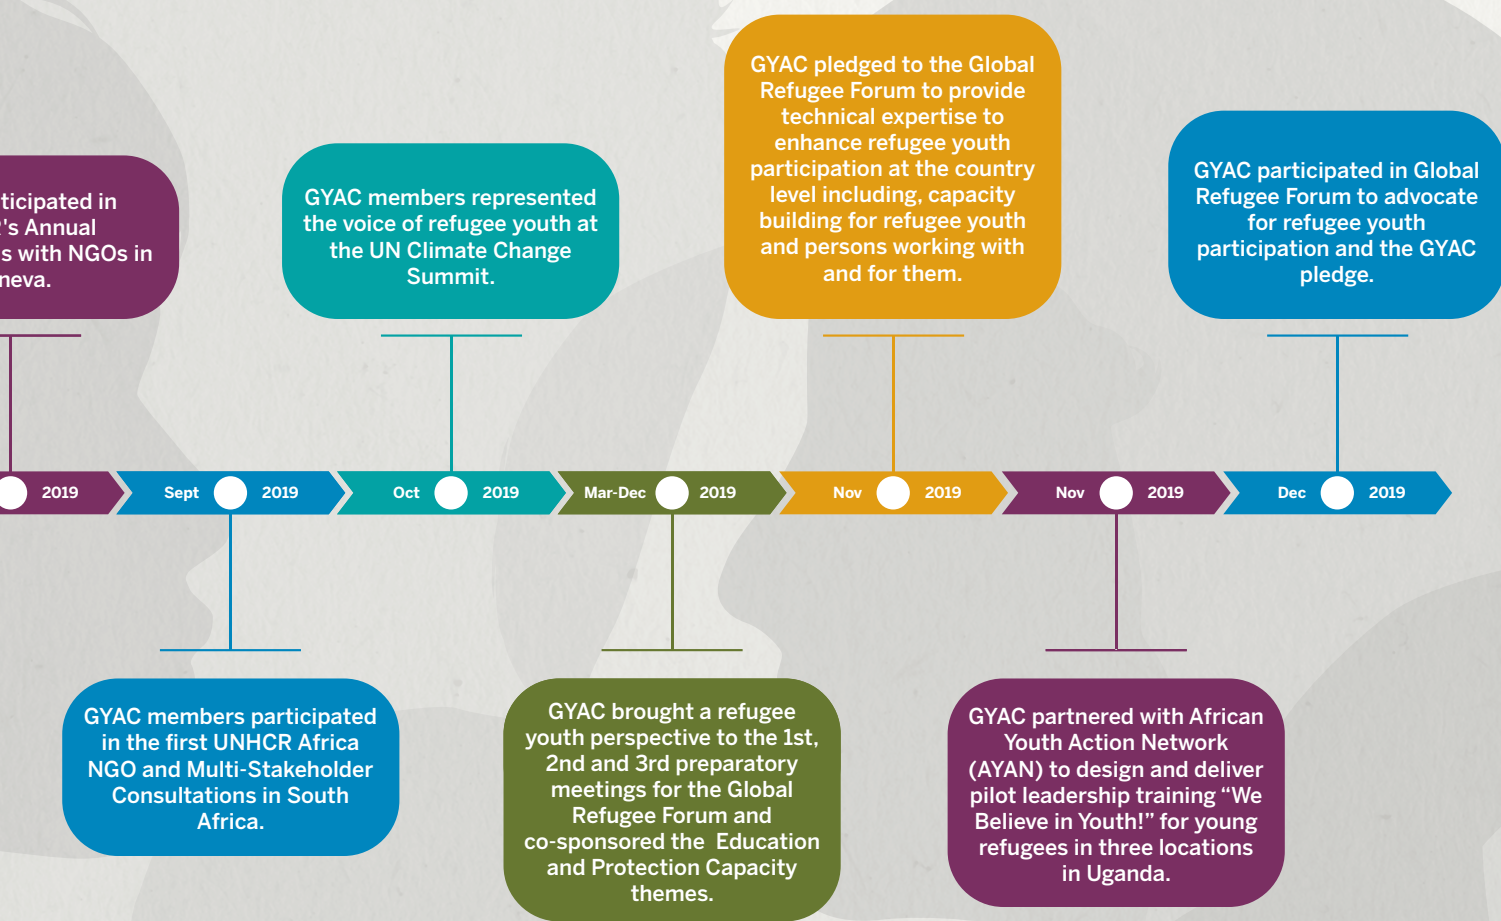 GYAC pledged to the Global
Refugee Forum to provide
technical expertise to
enhance refugee youth
participation at the country
level including, capacity
building for refugee youth
and persons working with
and for them.
GYAC participated in Global
Refugee Forum to advocate
for refugee youth
participation and the GYAC
pledge.
ticipated in
's Annual
s with NGOs in
neva.
GYAC members represented
the voice of refugee youth at
the UN Climate Change
Summit.
2019
Sept 2019
Oct 2019
Mar-Dec 2019
Nov 2019
Nov 2019
Dec 2019
GYAC members participated
in the first UNHCR Africa
NGO and Multi-Stakeholder
Consultations in South
Africa.
GYAC brought a refugee
youth perspective to the 1st,
2nd and 3rd preparatory
meetings for the Global
Refugee Forum and
co-sponsored the Education
and Protection Capacity
themes.
GYAC partnered with African
Youth Action Network
(AYAN) to design and deliver
pilot leadership training “We
Believe in Youth!” for young
refugees in three locations
in Uganda.